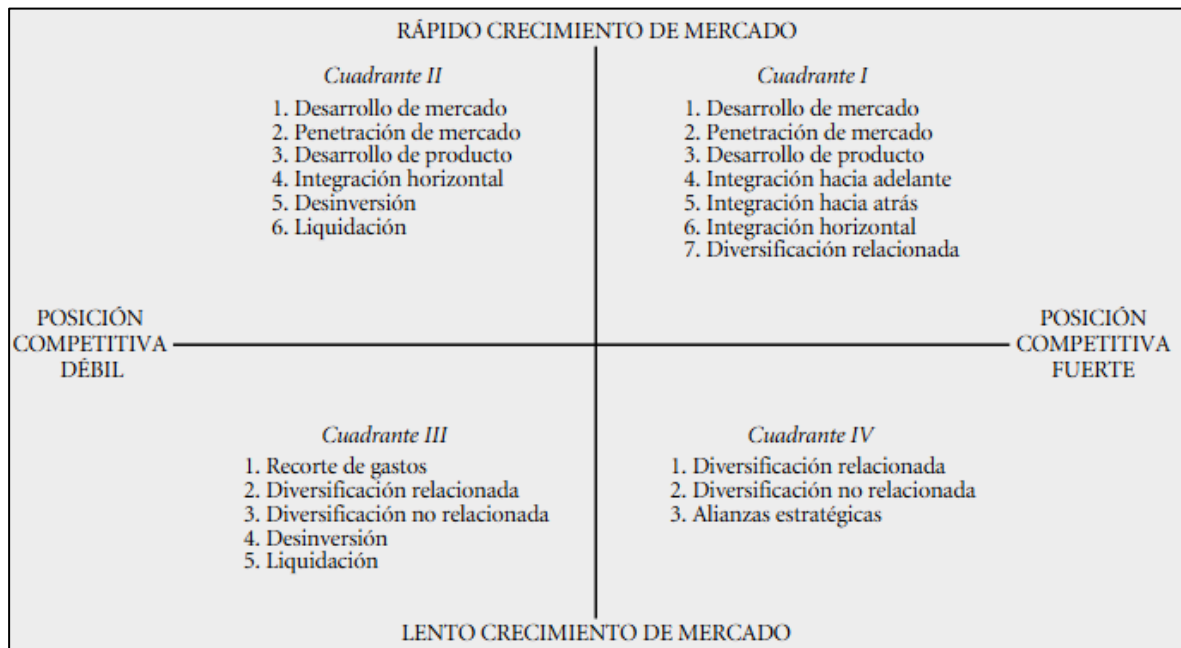 RÁPIDO CRECIMIENTO DE MERCADO
Cuadrante II
1. Desarrollo de mercado
2. Penetración de mercado
3. Desarrollo de producto
4. Integración horizontal
5. Desinversión
6. Liquidación
Cuadrante I
1. Desarrollo de mercado
2. Penetración de mercado
3. Desarrollo de producto
4. Integración hacia adelante
5. Integración hacia atrás
6. Integración horizontal
7. Diversificación relacionada
POSICIÓN
COMPETITIVA
DÉBIL
POSICIÓN
COMPETITIVA
FUERTE
Cuadrante III
1. Recorte de gastos
2. Diversificación relacionada
3. Diversificación no relacionada
4. Desinversión
5. Liquidación
Cuadrante IV
1. Diversificación relacionada
2. Diversificación no relacionada
3. Alianzas estratégicas
LENTO CRECIMIENTO DE MERCADO